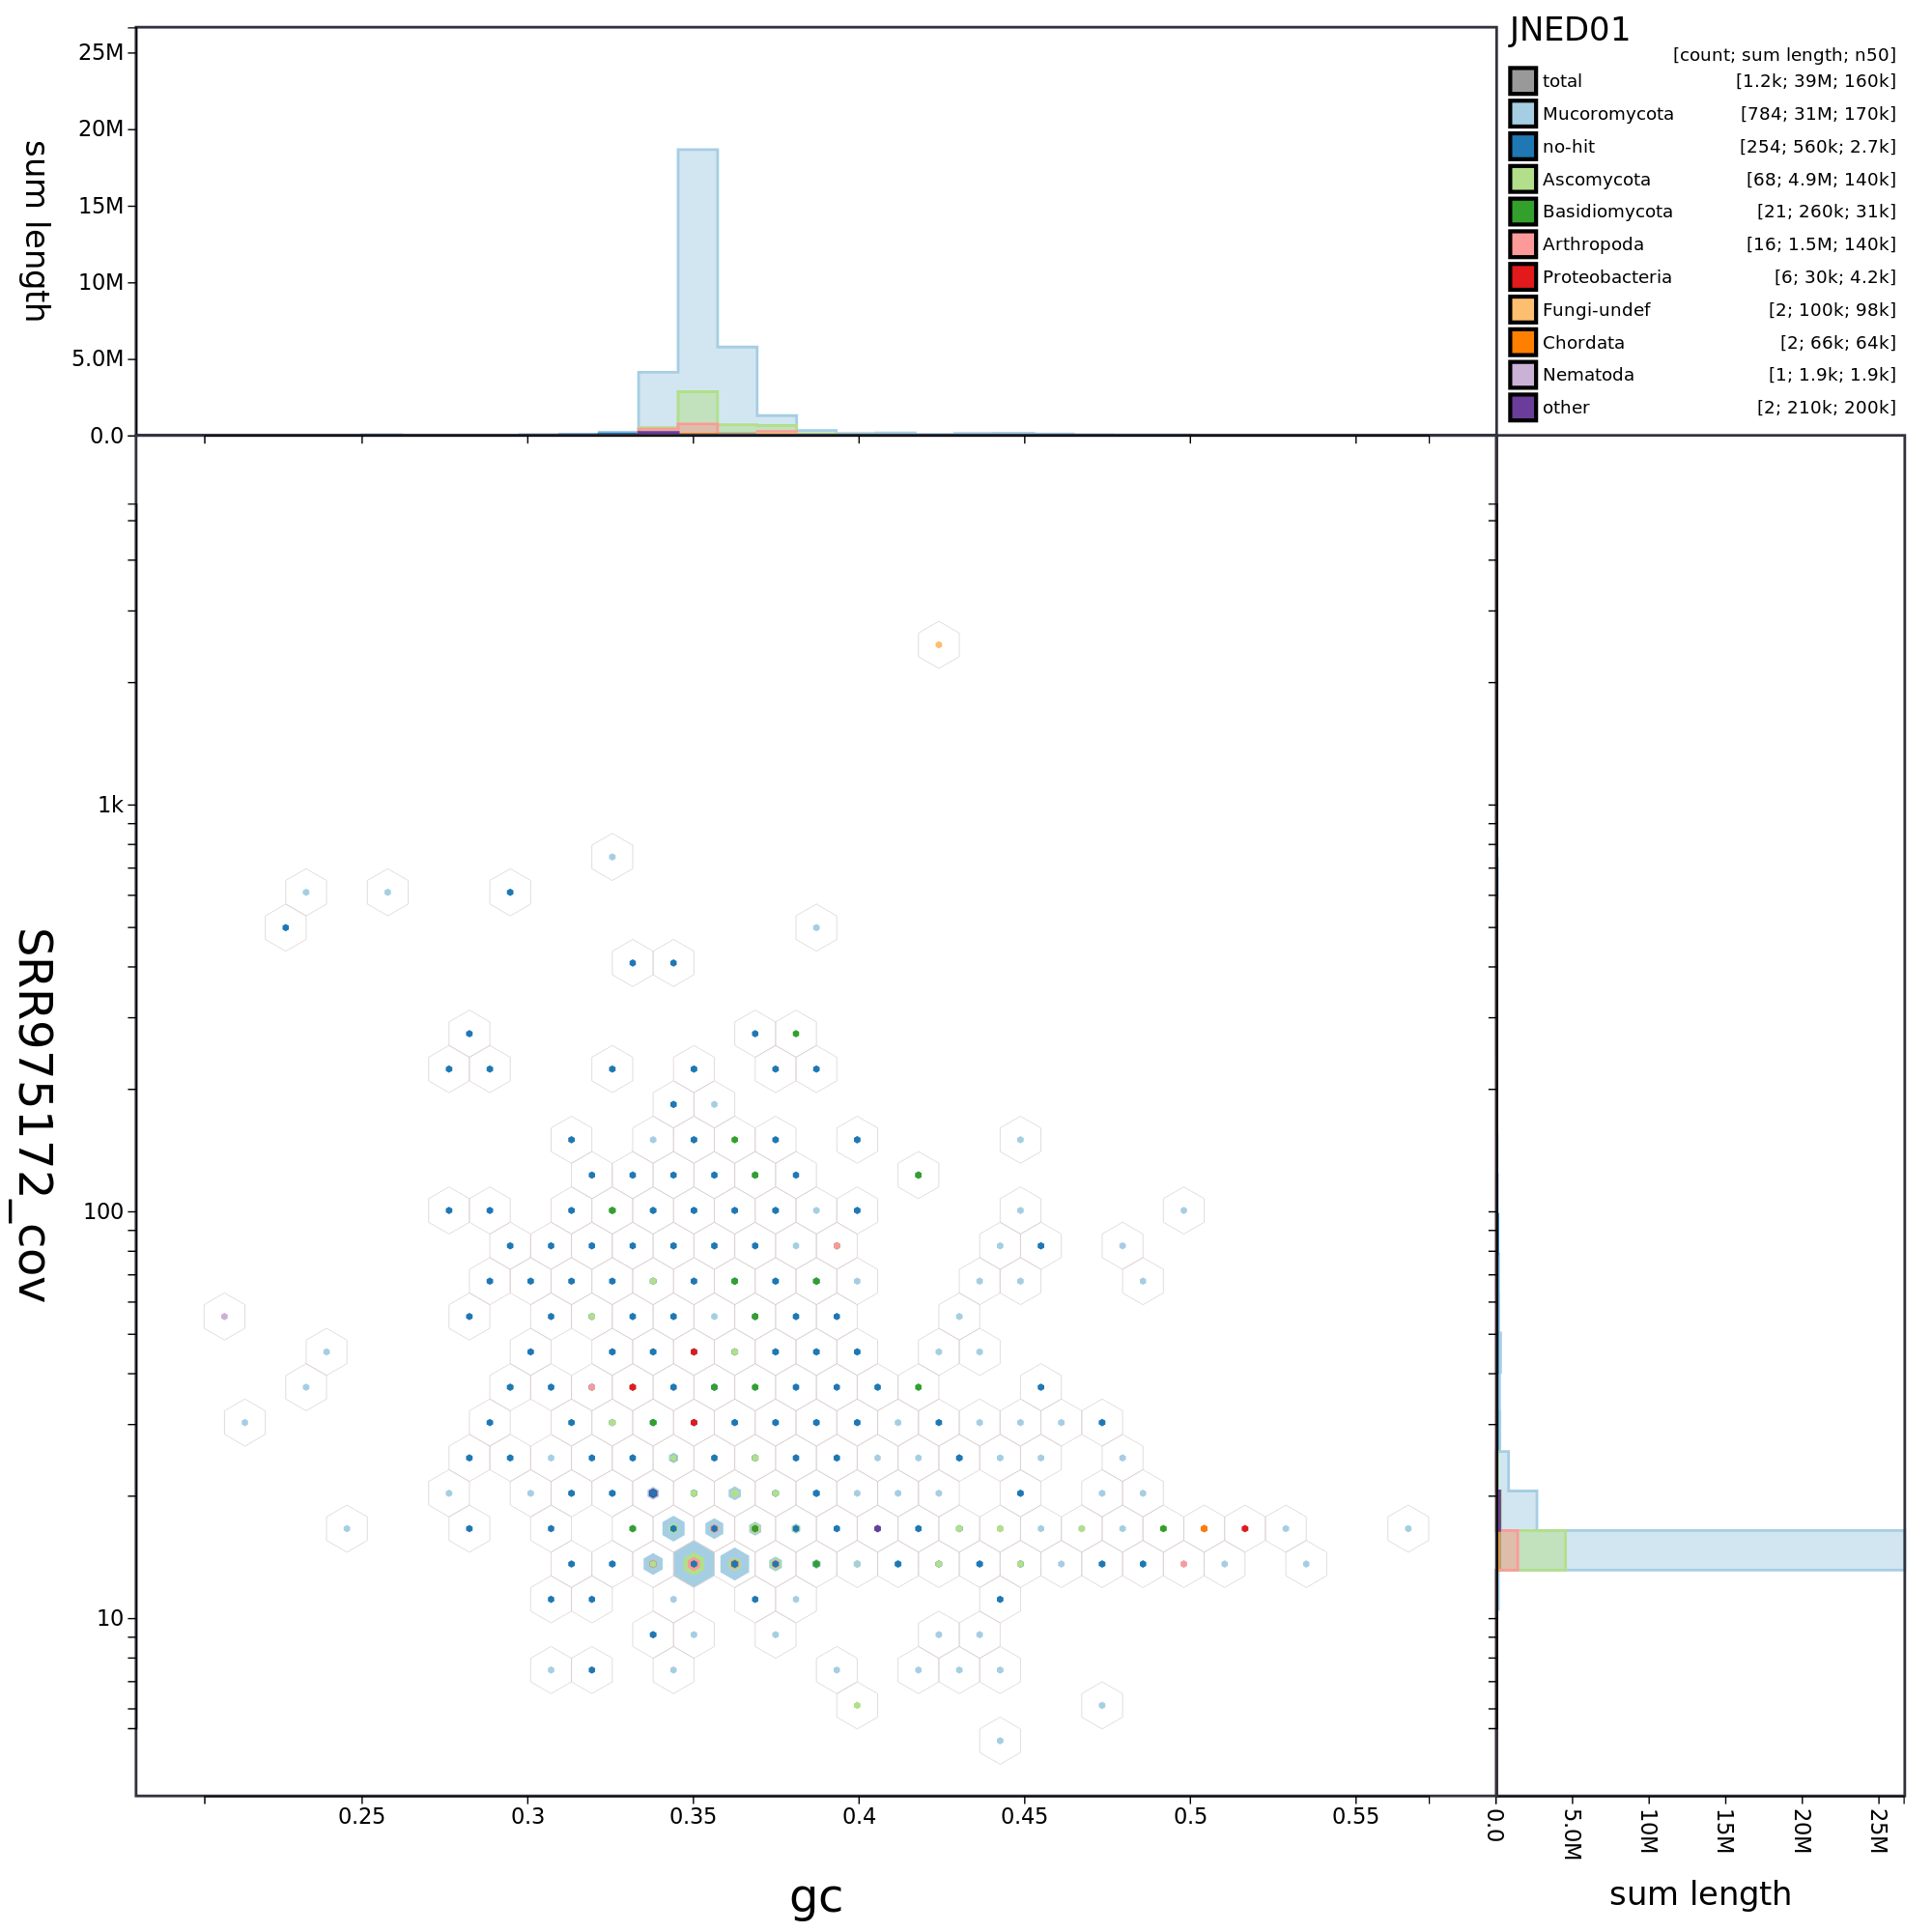 JNED01
[count; sum length; n50]
total [1.2k; 39M; 160k]
Mucoromycota [784; 31M; 170k]
no-hit [254; 560k; 2.7k]
Ascomycota [68; 4.9M; 140k]
Basidiomycota [21; 260k; 31k]
Arthropoda [16; 1.5M; 140k]
Proteobacteria [6; 30k; 4.2k]
Fungi-undef [2; 100k; 98k]
Chordata [2; 66k; 64k]
Nematoda [1; 1.9k; 1.9k]
other [2; 210k; 200k]
sum length
25M
20M
15M
10M
5.0M
0.0
SRR975172_cov
1k
100
10
0.25 0.3 0.35 0.4 0.45 0.5 0.55
gc
0.0 5.0M 10M 15M 20M 25M
sum length